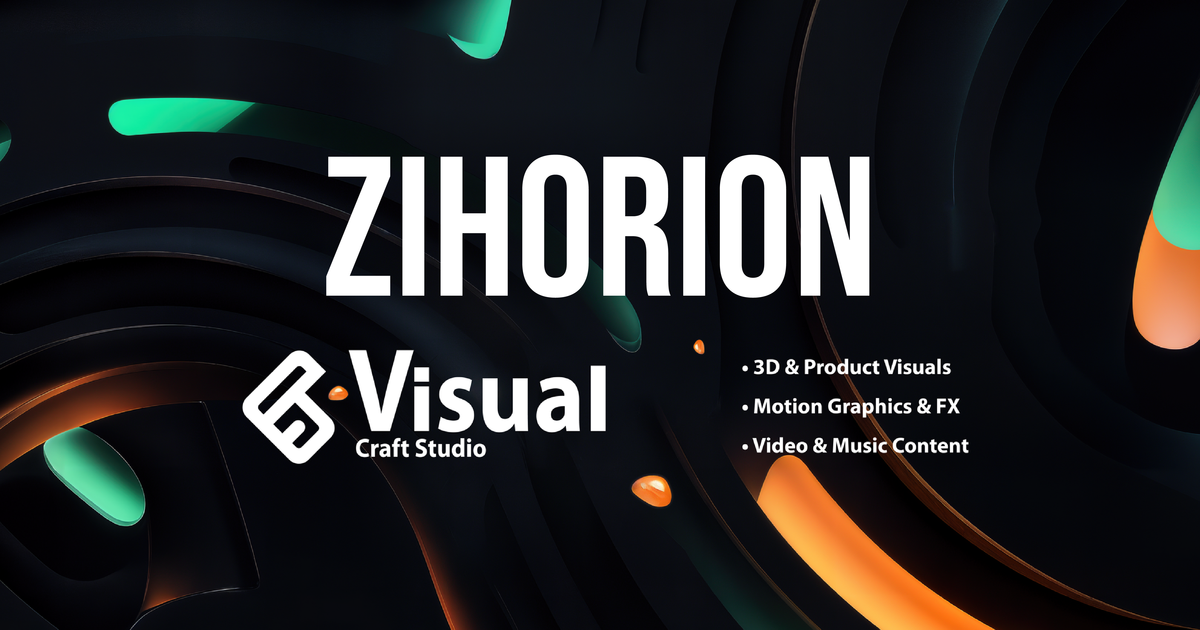 ZIHORION
Visual
Craft Studio
• 3D & Product Visuals
• Motion Graphics & FX
• Video & Music Content